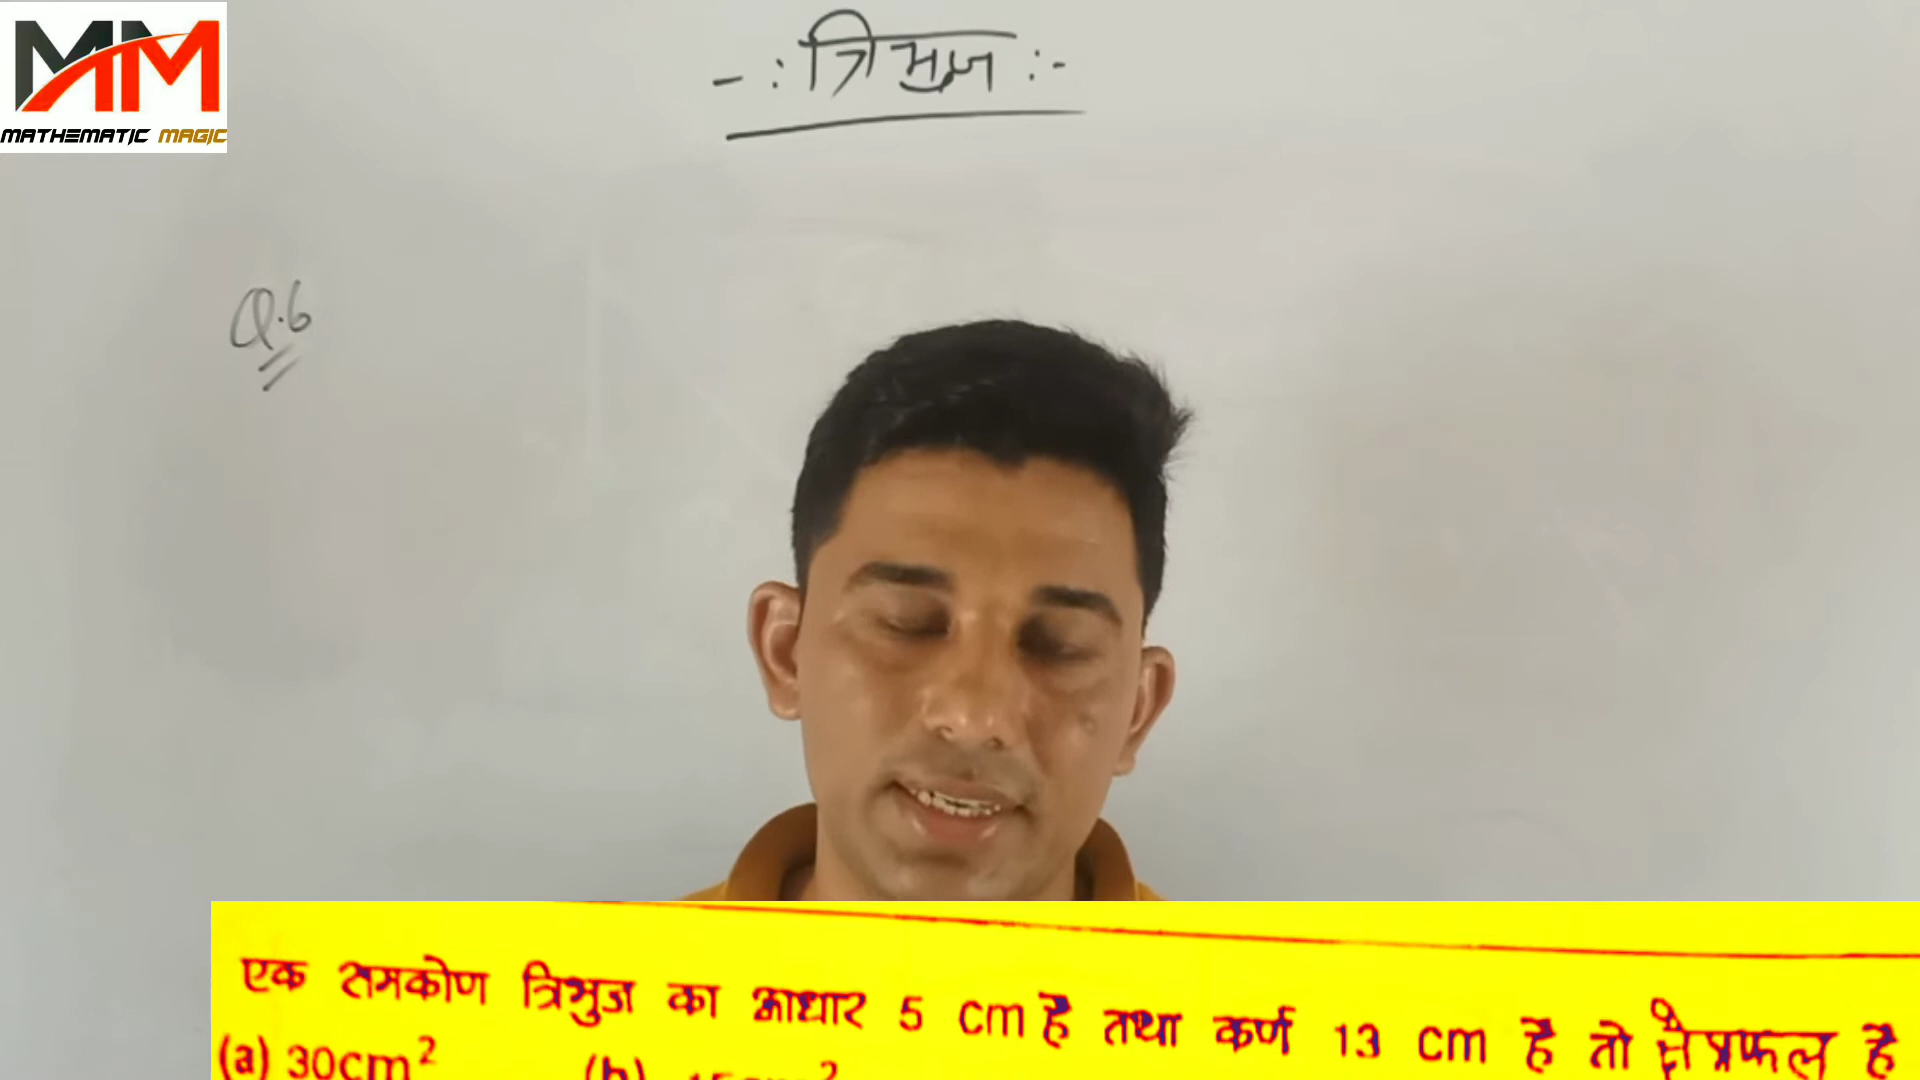 MM
MATHEMATIC MAGIC
-: त्रिभुज :-
Q.6
एक समकोण त्रिभुज का आधार 5 cm है तथा कर्ण 13 cm है तो क्षेत्रफल है
(a) 30cm² (b)